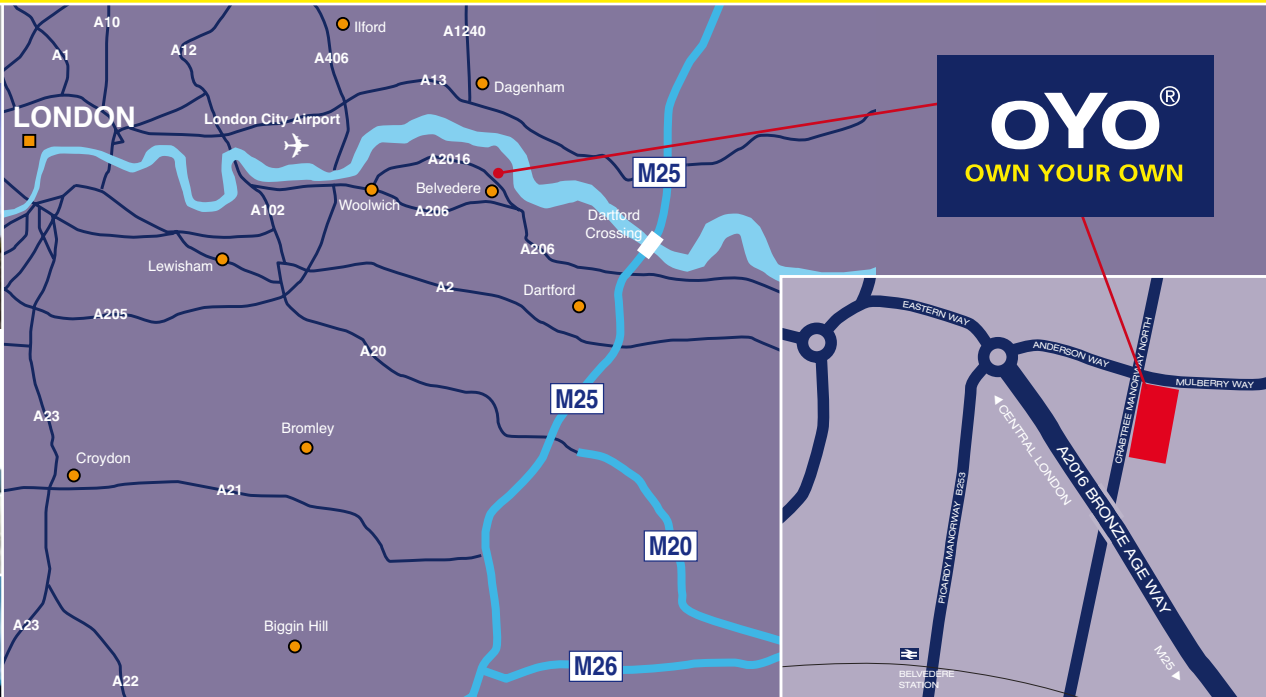 A10
Ilford
A1240
A1
A12
A406
A13
Dagenham
LONDON
London City Airport
oYo®
OWN YOUR OWN
A2016
M25
Belvedere
Woolwich
A206
A102
Dartford
Crossing
A206
Lewisham
A2
Dartford
A205
A20
M25
A23
Bromley
Croydon
A21
M20
A23
Biggin Hill
M26
A22
EASTERN WAY
ANDERSON WAY
CRABTREE MANORWAY NORTH
MULBERRY WAY
CENTRAL LONDON
A2016 BRONZE AGE WAY
PICARDY MANORWAY B253
M25
BELVEDERE
STATION